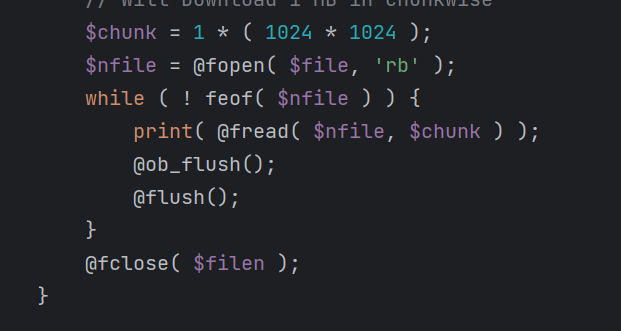 // Will Download 1 mb in chunkwise
$chunk = 1 * ( 1024 * 1024 );
$nfile = @fopen( $file, 'rb' );
while ( ! feof( $nfile ) ) {
print( @fread( $nfile, $chunk ) );
@ob_flush();
@flush();
}
@fclose( $filen );
}